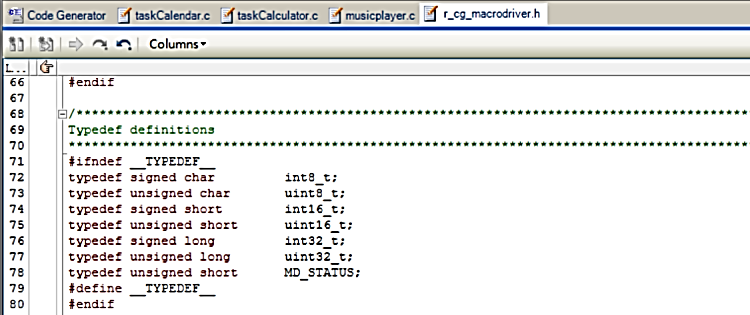 Code Generator taskCalendar.c taskCalculator.c musicplayer.c r_cg_macrodriver.h
Columns
L...
66 #endif
67
68 /******************************************************************************
69 Typedef definitions
70 ******************************************************************************
71 #ifndef __TYPEDEF__
72 typedef signed char int8_t;
73 typedef unsigned char uint8_t;
74 typedef signed short int16_t;
75 typedef unsigned short uint16_t;
76 typedef signed long int32_t;
77 typedef unsigned long uint32_t;
78 typedef unsigned short MD_STATUS;
79 #define __TYPEDEF__
80 #endif